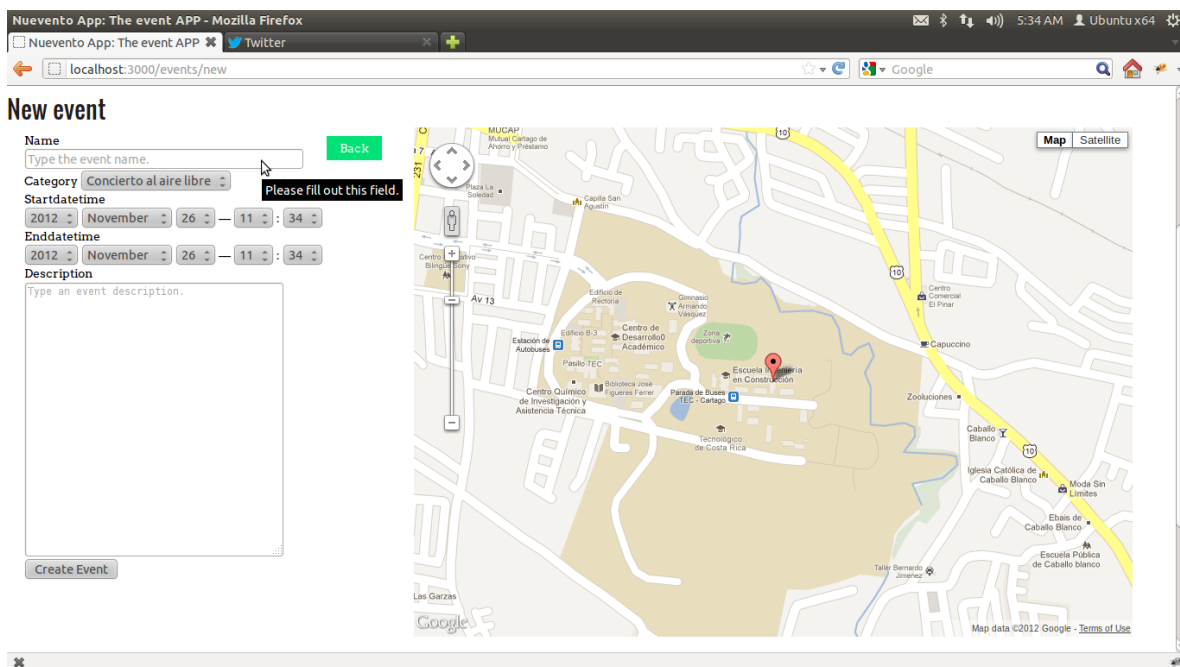 Nuevento App: The event APP - Mozilla Firefox
5:34 AM Ubuntu x64
Nuevento App: The event APP
Twitter
localhost:3000/events/new
Google
New event
Name
Back
Type the event name.
Category Concierto al aire libre
Please fill out this field.
Startdatetime
2012 November 26 — 11 : 34
Enddatetime
2012 November 26 — 11 : 34
Description
Type an event description.
Create Event
Map Satellite
MUCAP
Mutual Cartago de
Ahorro y Préstamo
10
231
Plaza La
Soledad
Capilla San
Agustín
Bilingüe Sony
Av 13
Edificio de
Rectoría
Gimnasio
Armando
Vásquez
10
Centro
Comercial
El Pinar
Edificio B-3
Centro de
Desarrollo0
Académico
Zona
deportiva
Estación de
Autobuses
Capuccino
Pasillo TEC
Escuela Ingeniería
en Construcción
Centro Químico
de Investigación y
Asistencia Técnica
Biblioteca José
Figueres Ferrer
Parada de Buses
TEC - Cartago
Zooluciones
Tecnológico
de Costa Rica
Caballo
Blanco
10
Iglesia Católica de
Caballo Blanco
Moda Sin
Límites
Ebais de
Caballo Blanco
Escuela Pública
de Caballo blanco
Taller Bernardo
Jimenez
Las Garzas
Google
Map data ©2012 Google - Terms of Use